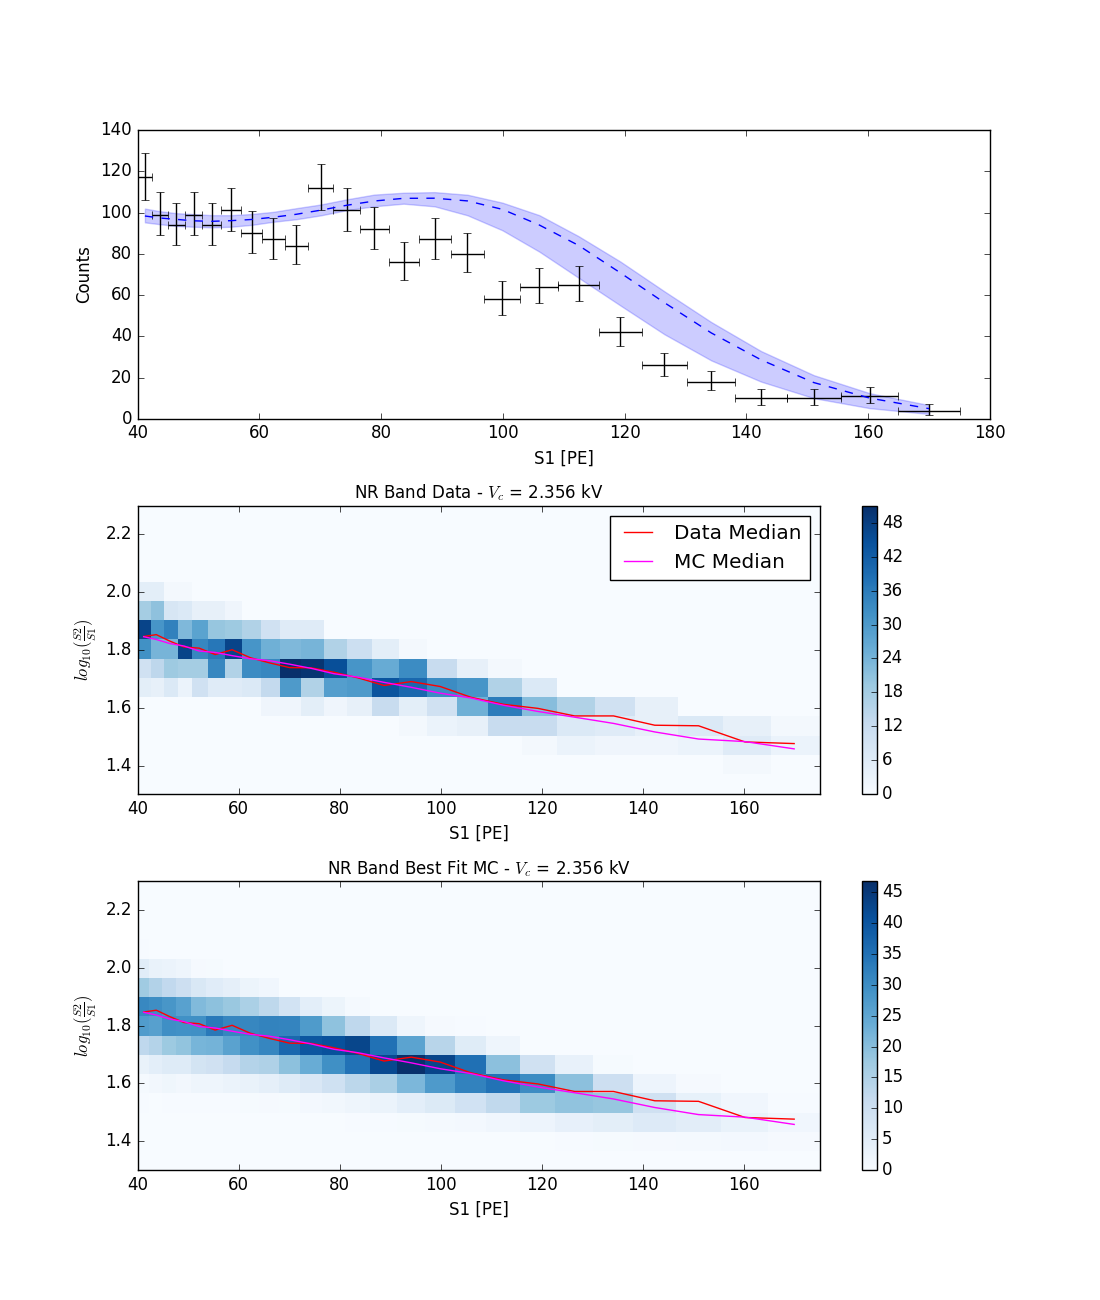 140
120
100
80
60
40
20
0
Counts
40 60 80 100 120 140 160 180
S1 [PE]
NR Band Data - V_c = 2.356 kV
2.2
2.0
1.8
1.6
1.4
log_10(S2/S1)
Data Median
MC Median
48
42
36
30
24
18
12
6
0
40 60 80 100 120 140 160
S1 [PE]
NR Band Best Fit MC - V_c = 2.356 kV
2.2
2.0
1.8
1.6
1.4
log_10(S2/S1)
45
40
35
30
25
20
15
10
5
0
40 60 80 100 120 140 160
S1 [PE]